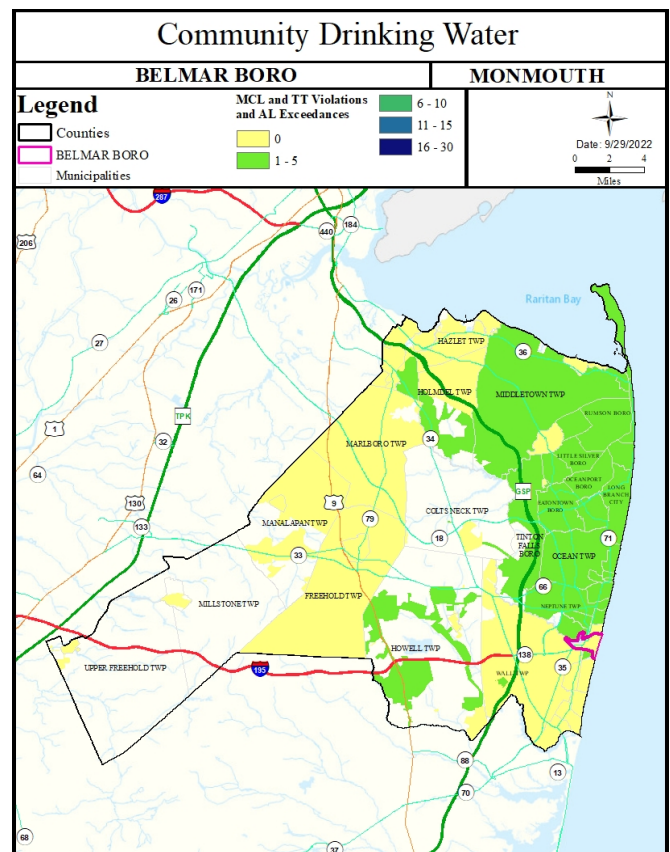 Community Drinking Water
BELMAR BORO
MONMOUTH
Legend
Counties
BELMAR BORO
Municipalities
MCL and TT Violations
and AL Exceedances
0
1 - 5
6 - 10
11 - 15
16 - 30
N
Date: 9/29/2022
0 2 4
Miles
287
206
440
184
171
26
Raritan Bay
27
HAZLET TWP
36
HOLMDEL TWP
MIDDLETOWN TWP
TPK
RUMSON BORO
1
32
MARLBORO TWP
34
LITTLE SILVER
BORO
64
OCEANPORT
BORO
GSP
LONG
BRANCH
CITY
130
9
EATONTOWN
BORO
133
MANALAPAN TWP
79
COLTS NECK TWP
18
TINTON
FALLS
BORO
71
33
OCEAN TWP
66
MILLSTONE TWP
FREEHOLD TWP
NEPTUNE TWP
HOWELL TWP
138
35
UPPER FREEHOLD TWP
195
WALL TWP
88
13
70
68
37